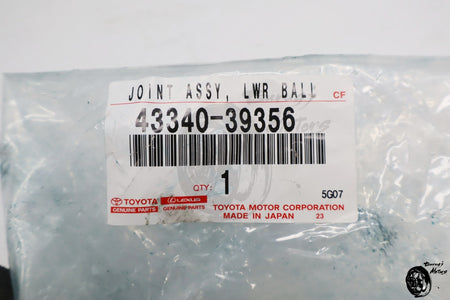 JOINT ASSY, LWR BALL CF
43340-39356
QTY: 1
5G07
TOYOTA LEXUS
GENUINE PARTS GENUINE PARTS
TOYOTA MOTOR CORPORATION
MADE IN JAPAN 23
Motors